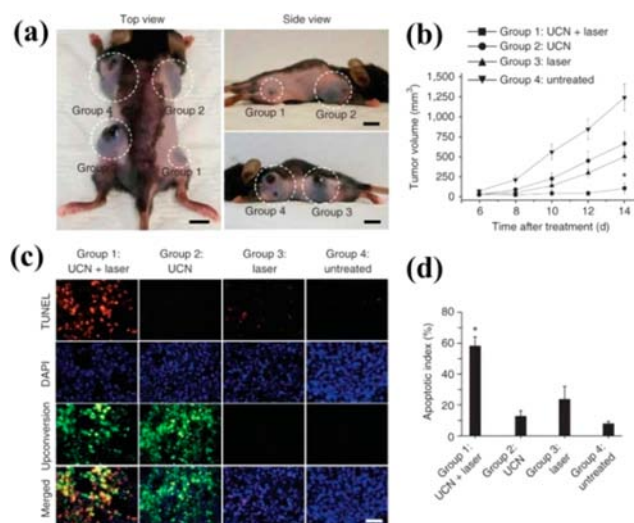 (a)
Top view
Side view
Group 4
Group 2
Group
Group 1
Group 1
Group 2
Group 4
Group 3
(b)
Group 1: UCN + laser
Group 2: UCN
Group 3: laser
Group 4: untreated
Tumor volume (mm³)
1,250
1,000
750
500
250
0
*
6
8
10
12
14
Time after treatment (d)
(c)
Group 1:
UCN + laser
Group 2:
UCN
Group 3:
laser
Group 4:
untreated
TUNEL
DAPI
Upconversion
Merged
(d)
Apoptotic index (%)
80
60
40
20
0
*
Group 1:
UCN + laser
Group 2:
UCN
Group 3:
laser
Group 4:
untreated